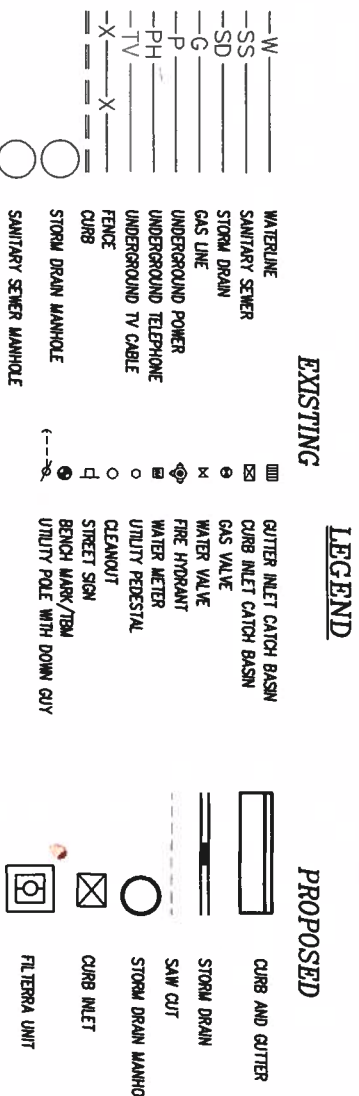 LEGEND
EXISTING
—W—
WATERLINE
—SS—
SANITARY SEWER
—SD—
STORM DRAIN
—G—
GAS LINE
—P—
UNDERGROUND POWER
—PH—
UNDERGROUND TELEPHONE
—TV—
UNDERGROUND TV CABLE
—X—X—
FENCE
CURB
STORM DRAIN MANHOLE
SANITARY SEWER MANHOLE
GUTTER INLET CATCH BASIN
CURB INLET CATCH BASIN
GAS VALVE
WATER VALVE
FIRE HYDRANT
WATER METER
UTILITY PEDESTAL
CLEANOUT
STREET SIGN
BENCH MARK/TBM
UTILITY POLE WITH DOWN GUY
PROPOSED
CURB AND GUTTER
STORM DRAIN
SAW CUT
STORM DRAIN MANHO
CURB INLET
FILTERRA UNIT